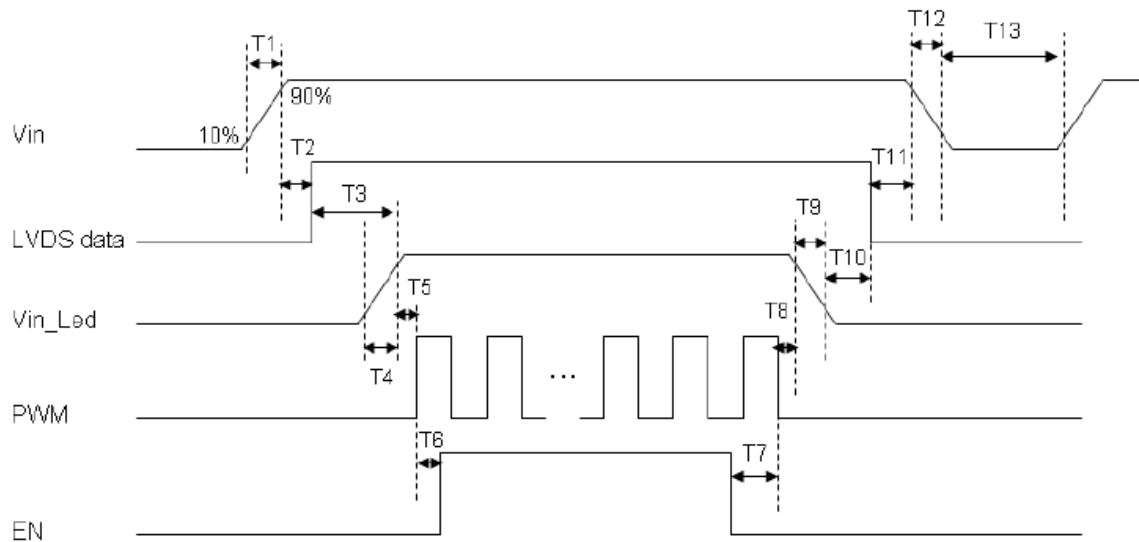 T1
T12
T13
90%
Vin
10%
T2
T11
T3
T9
LVDS data
T10
T5
Vin_Led
T8
T4
...
PWM
T6
T7
EN